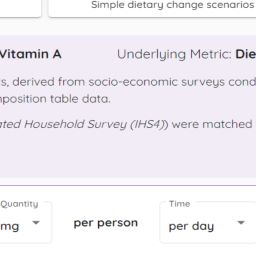 Simple dietary change scenarios
Vitamin A Underlying Metric: Die
s, derived from socio-economic surveys cond
position table data.
ated Household Survey (IHS4)) were matched
Quantity Time
mg per person per day